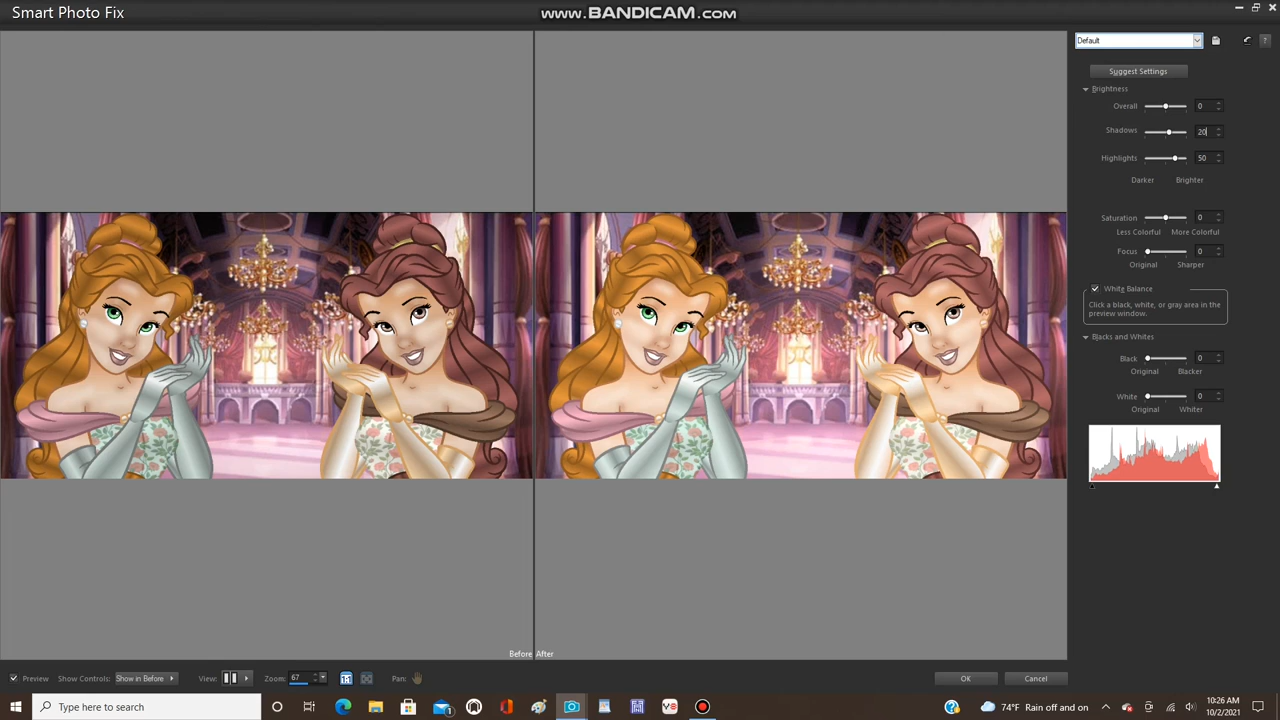 Smart Photo Fix
www.BANDICAM.com
Default
?
Suggest Settings
Brightness
Overall 0
Shadows 20
Highlights 50
Darker Brighter
Saturation 0
Less Colorful More Colorful
Focus 0
Original Sharper
White Balance
Click a black, white, or gray area in the
preview window.
Blacks and Whites
Black 0
Original Blacker
White 0
Original Whiter
Before After
Preview Show Controls: Show in Before View: Zoom: 67 1:1 Pan: OK Cancel
Type here to search
74°F Rain off and on
10:26 AM
10/2/2021